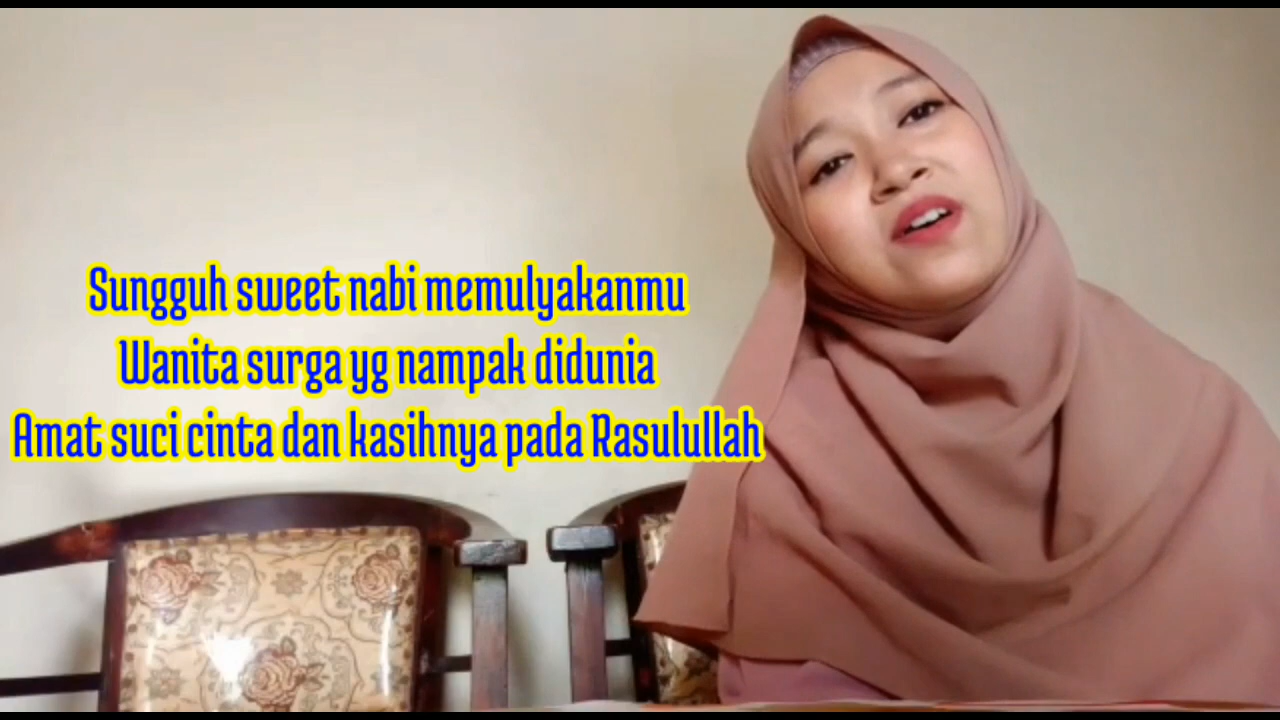 Sungguh sweet nabi memulyakanmu
Wanita surga yg nampak didunia
Amat suci cinta dan kasihnya pada Rasulullah